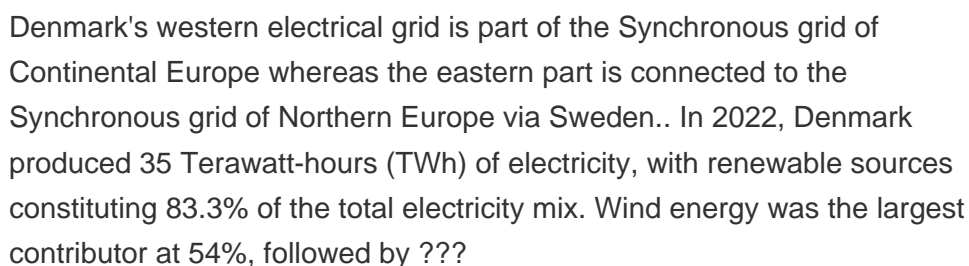 Denmark's western electrical grid is part of the Synchronous grid of
Continental Europe whereas the eastern part is connected to the
Synchronous grid of Northern Europe via Sweden.. In 2022, Denmark
produced 35 Terawatt-hours (TWh) of electricity, with renewable sources
constituting 83.3% of the total electricity mix. Wind energy was the largest
contributor at 54%, followed by ???